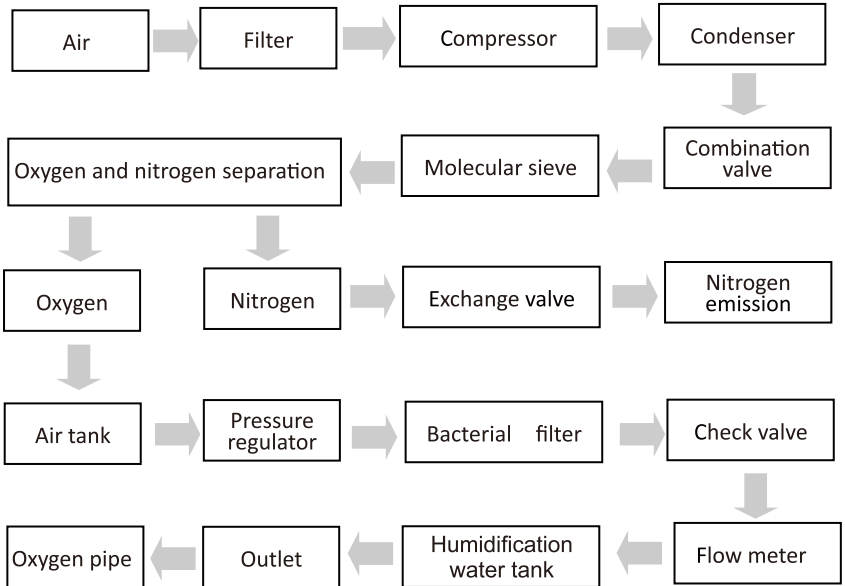 Air
Filter
Compressor
Condenser
Combination
valve
Molecular sieve
Oxygen and nitrogen separation
Oxygen
Nitrogen
Exchange valve
Nitrogen
emission
Air tank
Pressure
regulator
Bacterial filter
Check valve
Flow meter
Humidification
water tank
Outlet
Oxygen pipe